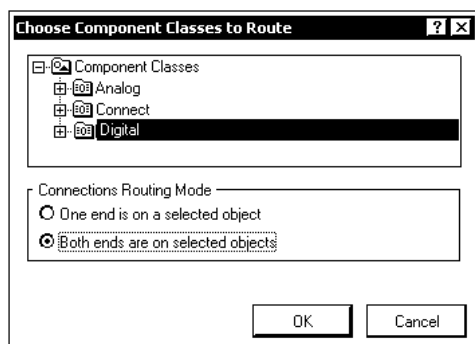 Choose Component Classes to Route
Component Classes
Analog
Connect
Digital
Connections Routing Mode
One end is on a selected object
Both ends are on selected objects
OK
Cancel